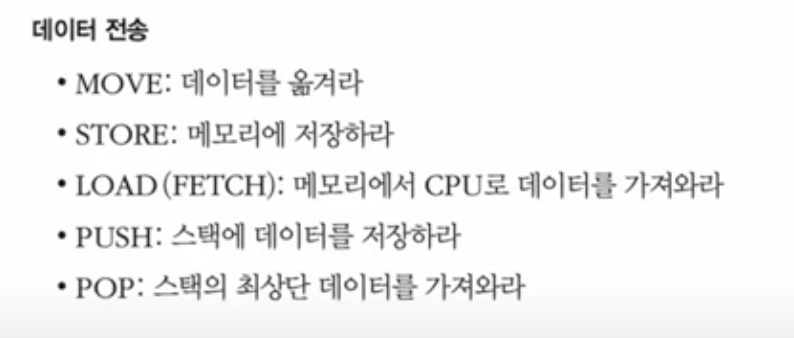 데이터 전송
• MOVE: 데이터를 옮겨라
• STORE: 메모리에 저장하라
• LOAD(FETCH): 메모리에서 CPU로 데이터를 가져와라
• PUSH: 스택에 데이터를 저장하라
• POP: 스택의 최상단 데이터를 가져와라